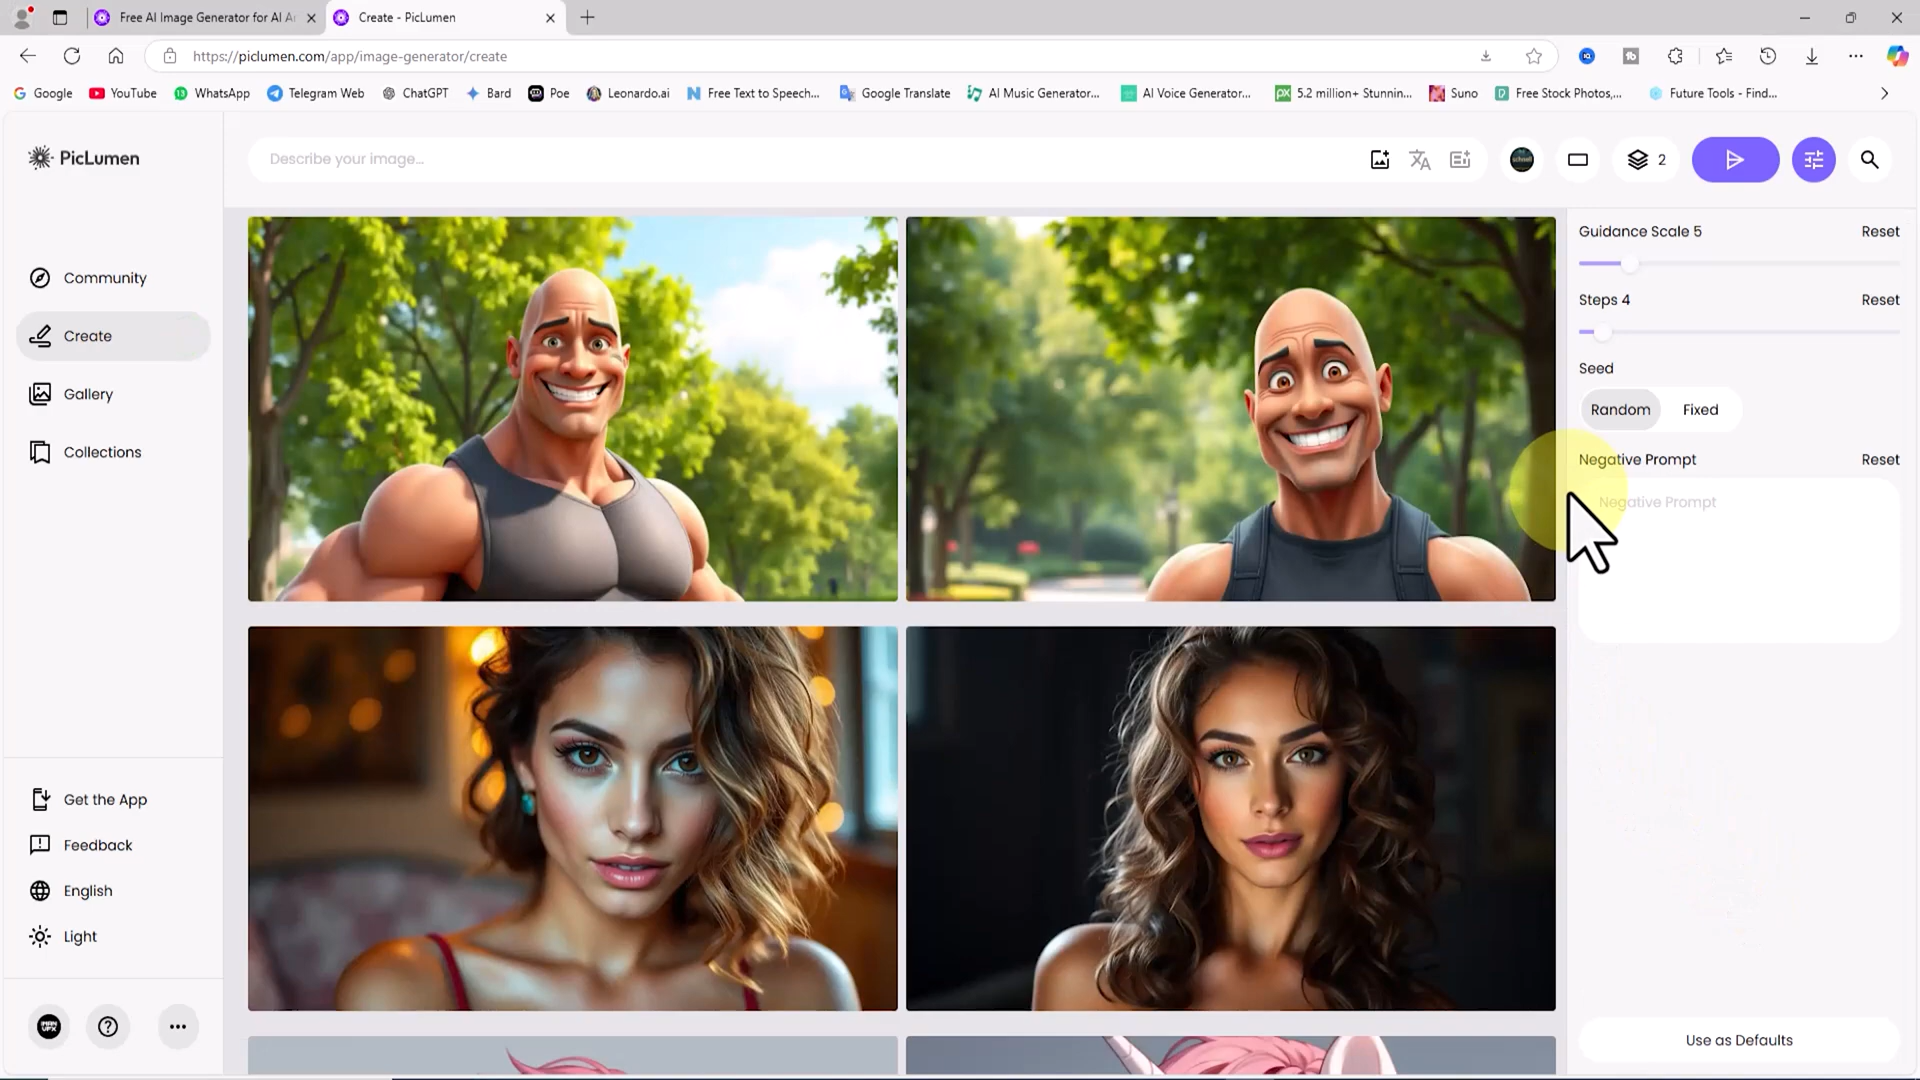 Free AI Image Generator for AI A
Create - PicLumen
https://piclumen.com/app/image-generator/create
Google
YouTube
WhatsApp
Telegram Web
ChatGPT
Bard
Poe
Leonardo.ai
Free Text to Speech...
Google Translate
AI Music Generator...
AI Voice Generator...
5.2 million+ Stunnin...
Suno
Free Stock Photos,...
Future Tools - Find...
PicLumen
Describe your image...
schnell
2
Community
Create
Gallery
Collections
Get the App
Feedback
English
Light
IMAN VFX
Guidance Scale 5
Reset
Steps 4
Reset
Seed
Random
Fixed
Negative Prompt
Reset
Negative Prompt
Use as Defaults